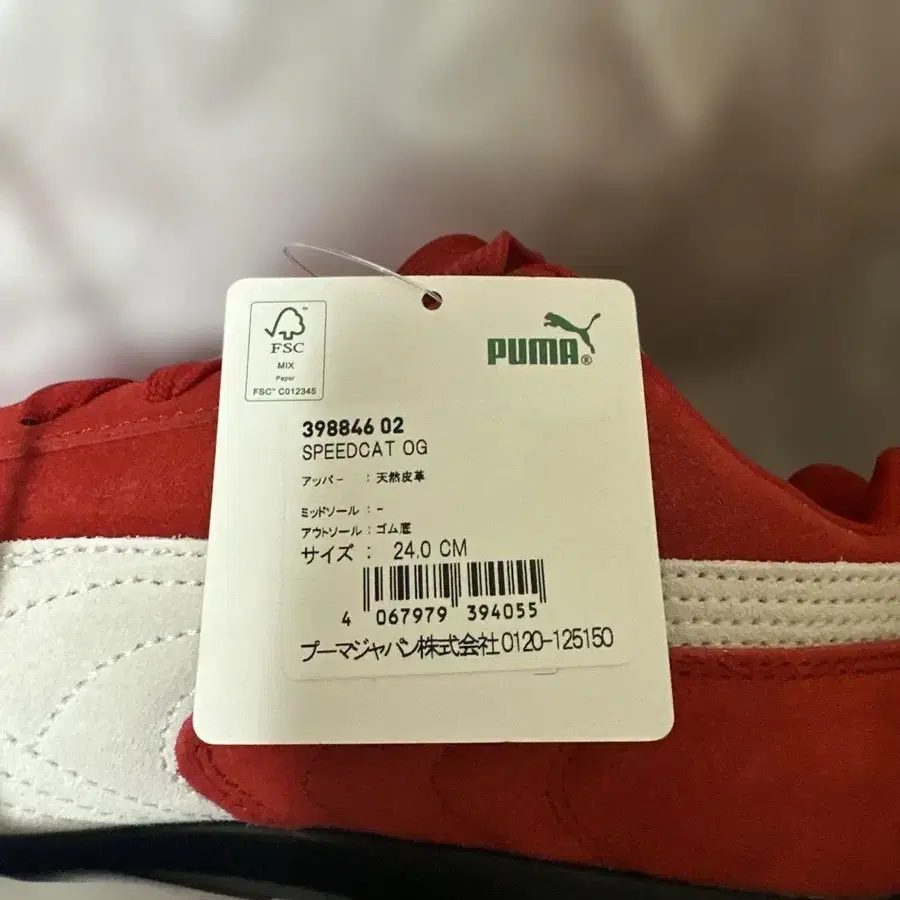 FSC™
MIX
Paper
FSC™ C012345
PUMA®
398846 02
SPEEDCAT OG
アッパー : 天然皮革
ミッドソール : -
アウトソール : ゴム底
サイズ : 24.0 CM
4 067979 394055
プーマジャパン株式会社0120-125150